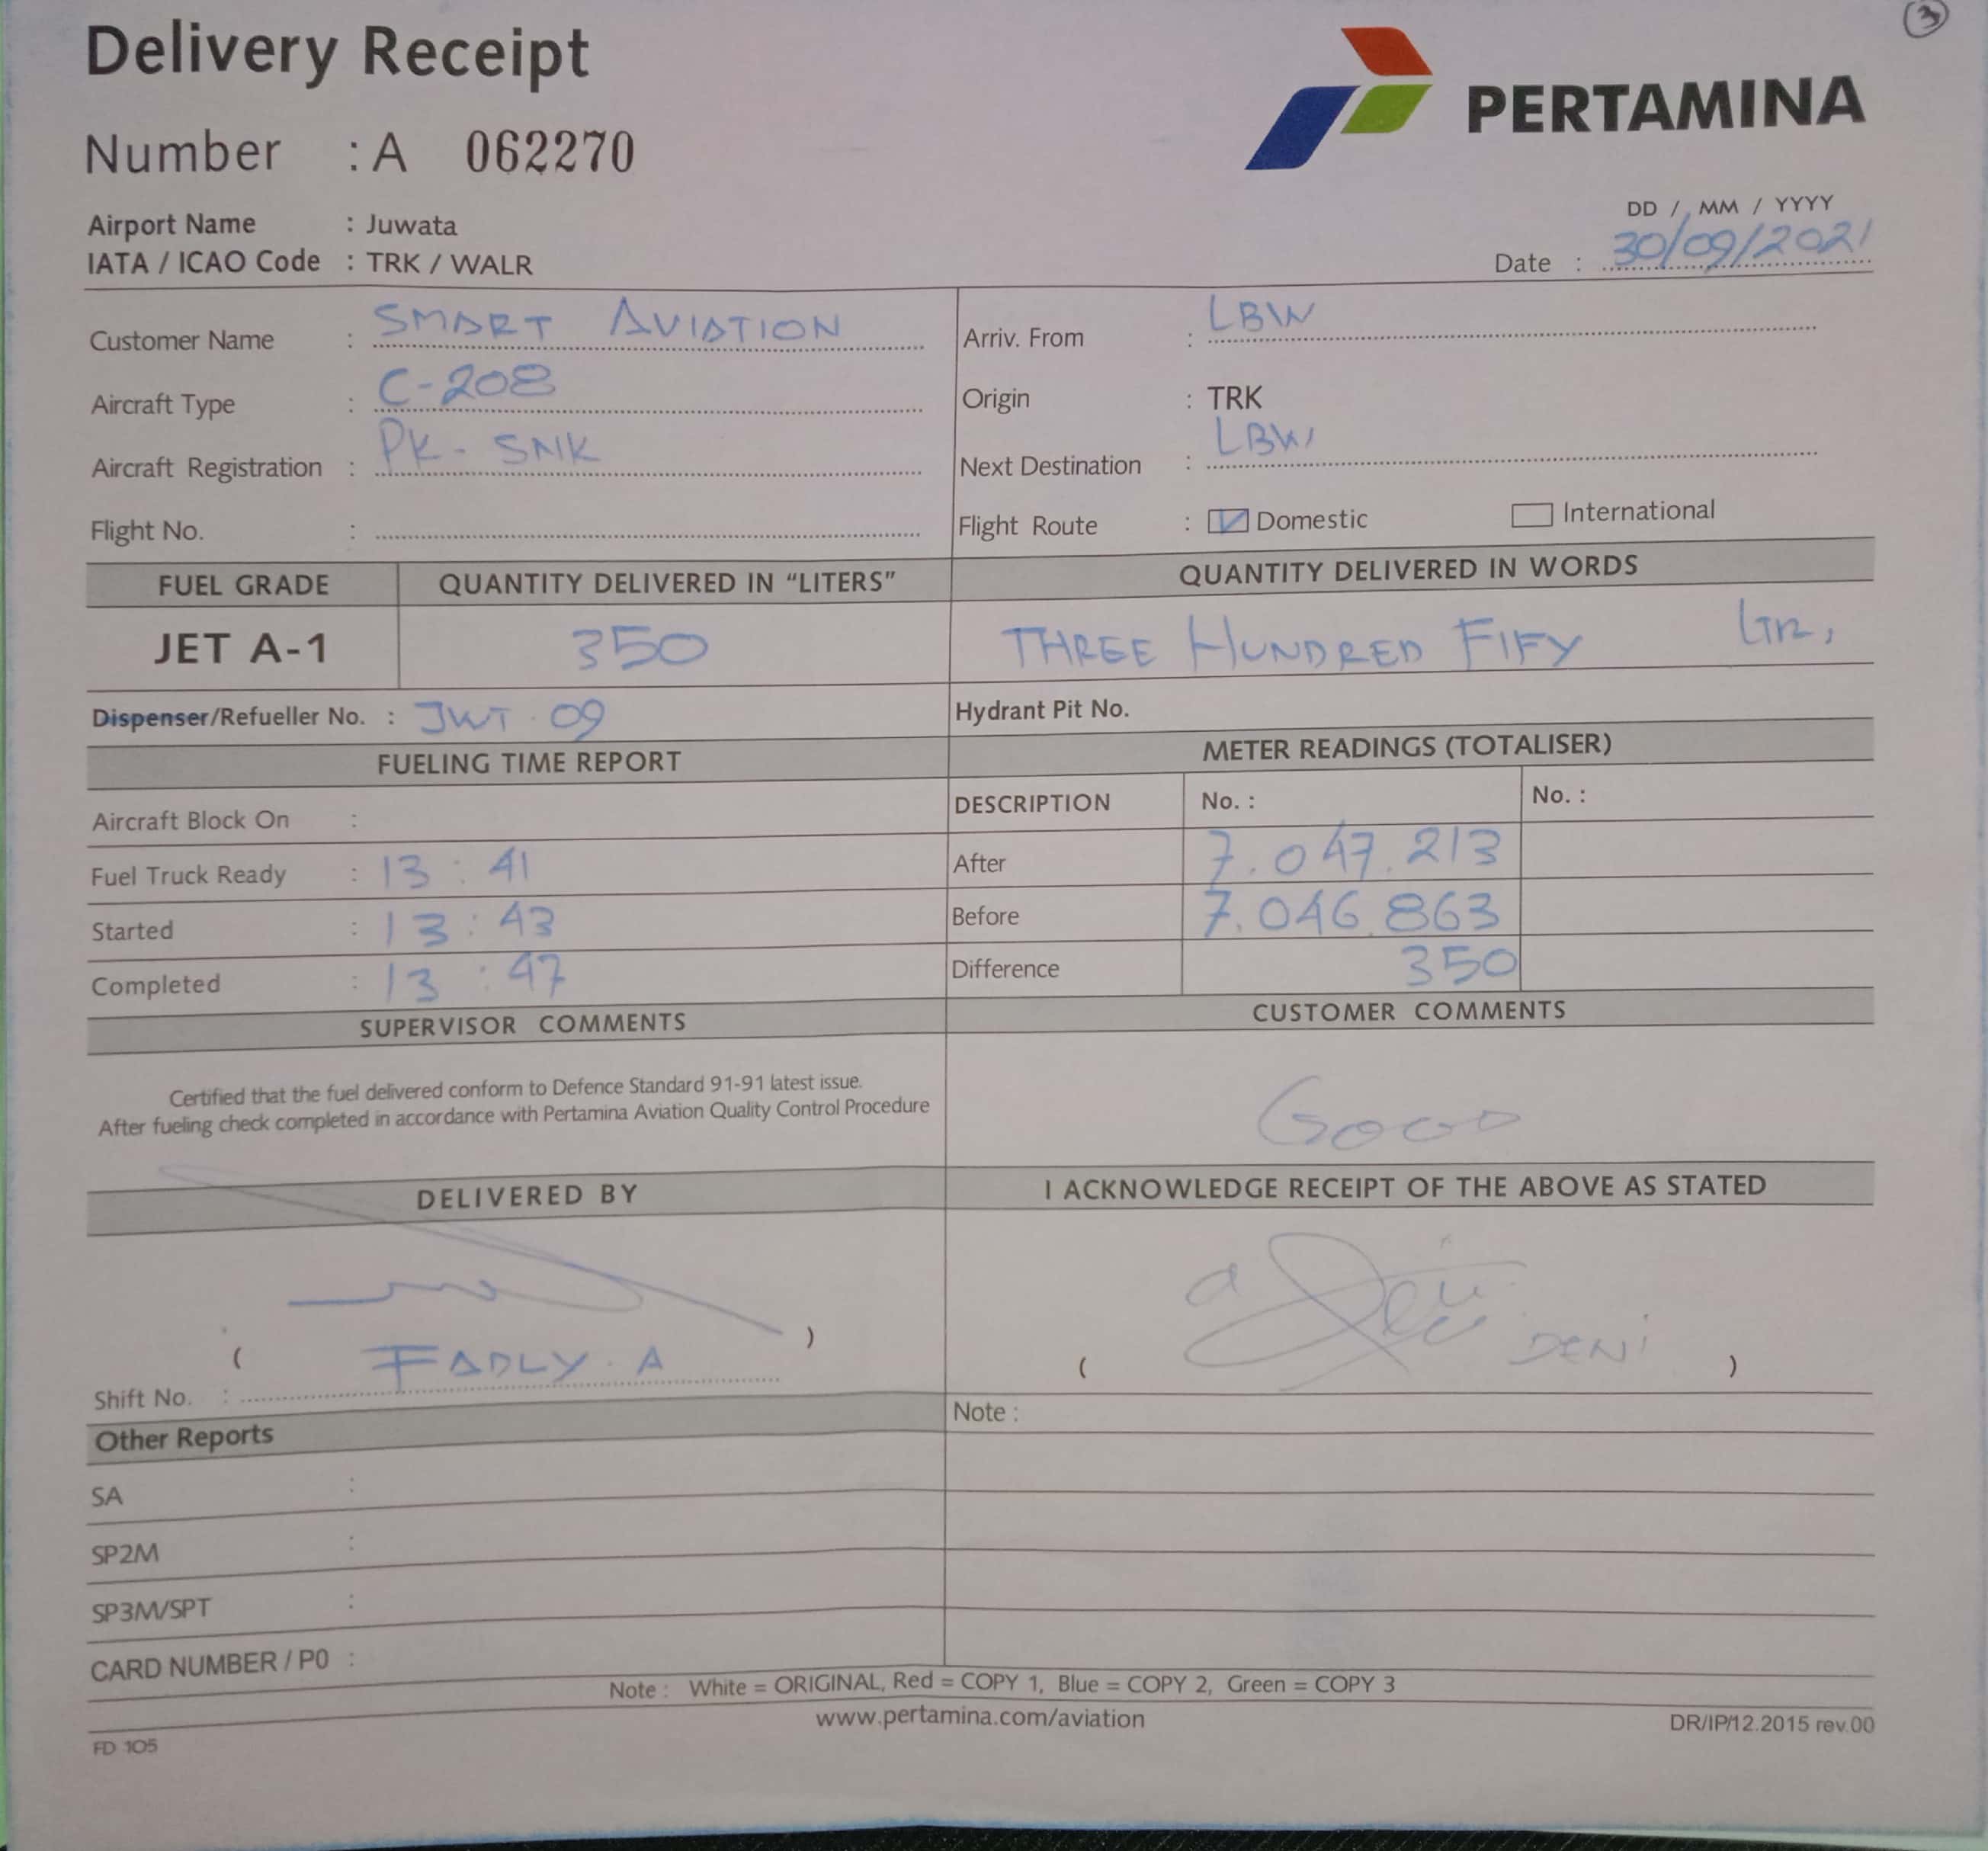 3
Delivery Receipt
PERTAMINA
Number : A 062270
Airport Name : Juwata
DD / MM / YYYY
IATA / ICAO Code : TRK / WALR
Date : 30/09/2021
Customer Name : SMART AVIATION
Arriv. From : LBW
Aircraft Type : C-208
Origin : TRK
Aircraft Registration : PK - SNK
Next Destination : LBW
Flight No. :
Flight Route : Domestic International
FUEL GRADE QUANTITY DELIVERED IN “LITERS” QUANTITY DELIVERED IN WORDS
JET A-1 350 THREE HUNDRED FIFY LTR,
Dispenser/Refueller No. : JWT . 09
Hydrant Pit No.
FUELING TIME REPORT
METER READINGS (TOTALISER)
Aircraft Block On :
DESCRIPTION No. : No. :
Fuel Truck Ready : 13 : 41
After 7.047.213
Started : 13 : 43
Before 7.046.863
Completed : 13 : 47
Difference 350
SUPERVISOR COMMENTS
CUSTOMER COMMENTS
Certified that the fuel delivered conform to Defence Standard 91-91 latest issue.
After fueling check completed in accordance with Pertamina Aviation Quality Control Procedure
GOOD
DELIVERED BY
I ACKNOWLEDGE RECEIPT OF THE ABOVE AS STATED
( FADLY . A )
( DENI )
Shift No. :
Note :
Other Reports
SA :
SP2M :
SP3M/SPT :
CARD NUMBER / P0 :
Note : White = ORIGINAL, Red = COPY 1, Blue = COPY 2, Green = COPY 3
www.pertamina.com/aviation
FD 105
DR/IP/12.2015 rev.00